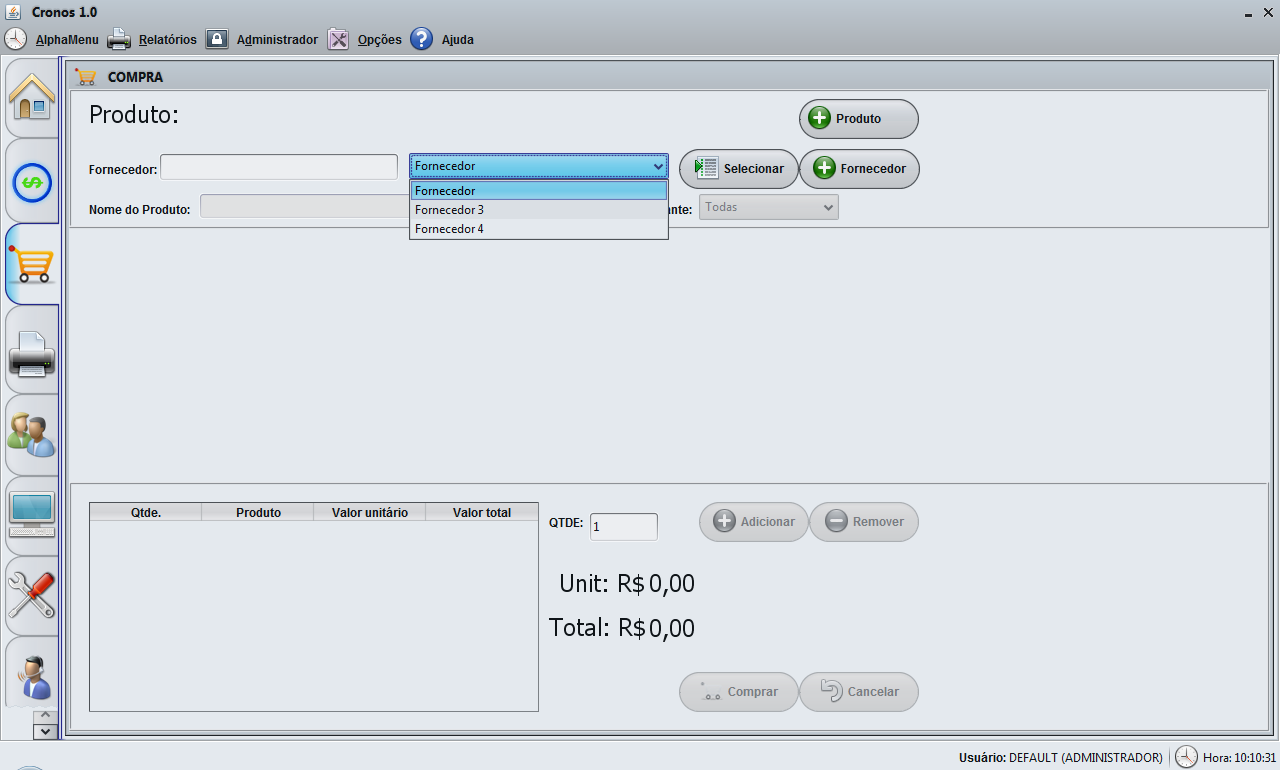 Cronos 1.0
AlphaMenu Relatórios Administrador Opções Ajuda
COMPRA
Produto:
Produto
Fornecedor: Fornecedor Selecionar Fornecedor
Fornecedor
Fornecedor 3
Fornecedor 4
Nome do Produto: ante: Todas
Qtde. Produto Valor unitário Valor total
QTDE: 1 Adicionar Remover
Unit: R$ 0,00
Total: R$ 0,00
Comprar Cancelar
Usuário: DEFAULT (ADMINISTRADOR) Hora: 10:10:31